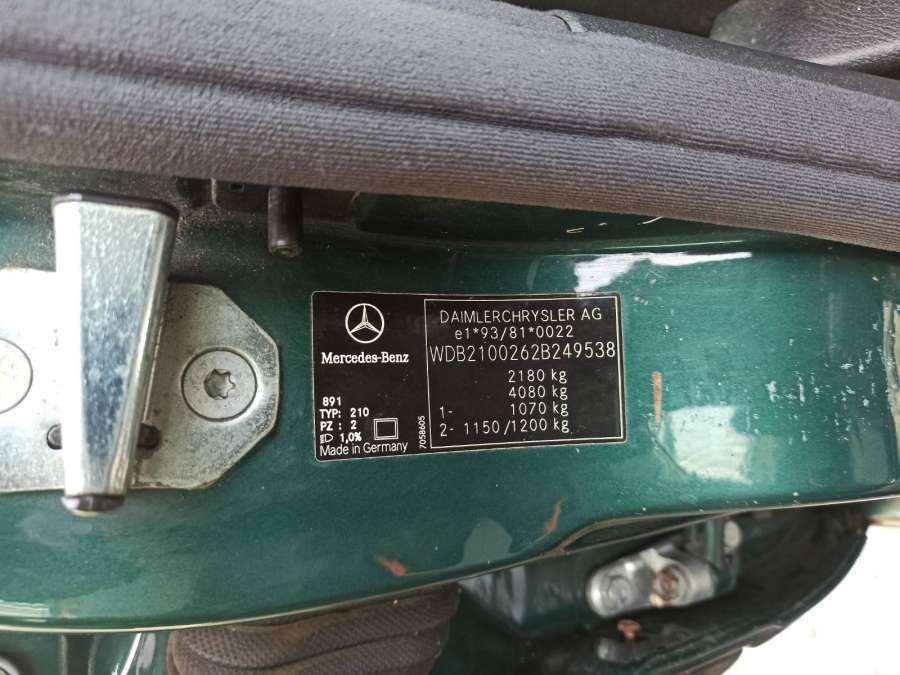 Mercedes-Benz
891
TYP: 210
PZ : 2
1,0%
Made in Germany
7058605
DAIMLERCHRYSLER AG
e1*93/81*0022
WDB2100262B249538
2180 kg
4080 kg
1- 1070 kg
2- 1150/1200 kg